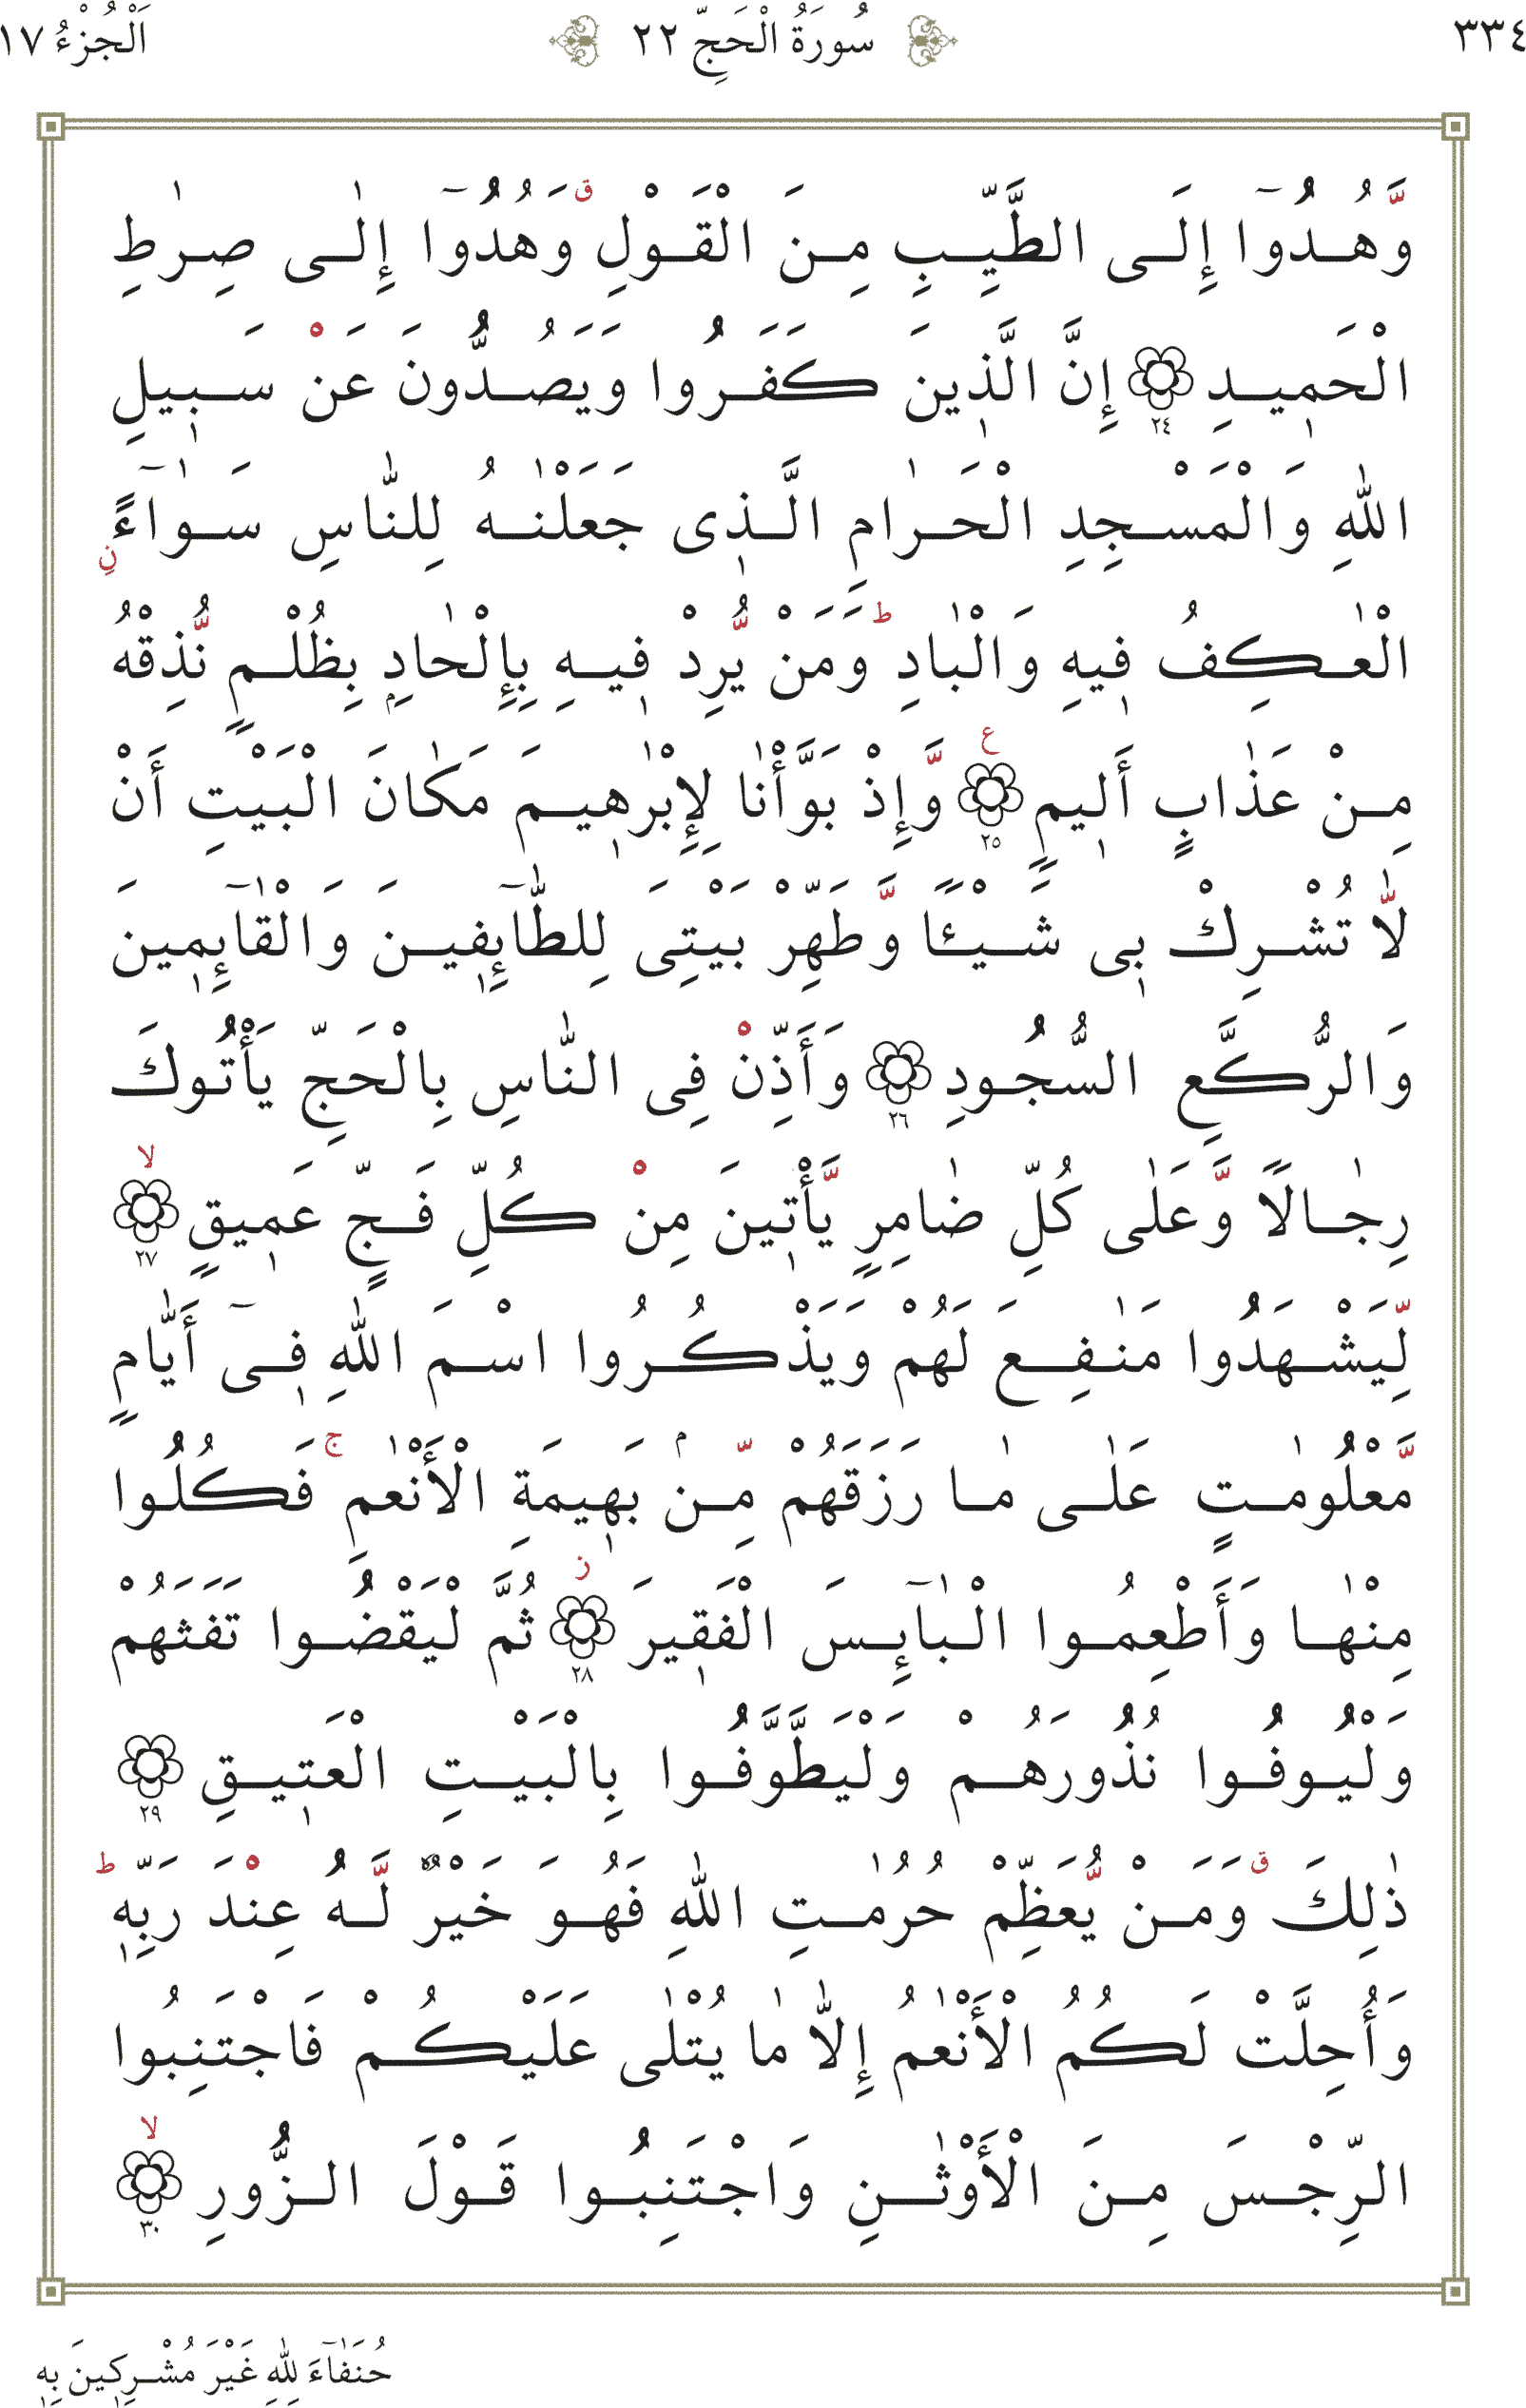 ٣٣٤ سُورَةُ الْحَجِّ ٢٢ اَلْجُزْءُ ١٧
وَّهُدُوٓا إِلَى الطَّيِّبِ مِنَ الْقَوْلِ ۗ وَهُدُوٓا إِلٰى صِرٰطِ
الْحَمِيدِ ٢٤ إِنَّ الَّذِينَ كَفَرُوا وَيَصُدُّونَ عَنْ سَبِيلِ
اللّٰهِ وَالْمَسْجِدِ الْحَرٰامِ الَّذِى جَعَلْنٰهُ لِلنّٰاسِ سَوٰآءً نِ
الْعٰكِفُ فِيهِ وَالْبٰادِ ط وَمَنْ يُّرِدْ فِيهِ بِإِلْحٰادٍۭ بِظُلْمٍ نُّذِقْهُ
مِنْ عَذٰابٍ أَلِيمٍ ع ٢٥ وَّإِذْ بَوَّأْنٰا لِإِبْرٰهِيمَ مَكٰانَ الْبَيْتِ أَنْ
لّٰا تُشْرِكْ بِى شَيْئًا وَّطَهِّرْ بَيْتِىَ لِلطّٰآئِفِينَ وَالْقٰآئِمِينَ
وَالرُّكَّعِ السُّجُودِ ٢٦ وَأَذِّنْ فِى النّٰاسِ بِالْحَجِّ يَأْتُوكَ
رِجٰالًا وَّعَلٰى كُلِّ ضٰامِرٍ يَّأْتِينَ مِنْ كُلِّ فَجٍّ عَمِيقٍ لا ٢٧
لِّيَشْهَدُوا مَنٰفِعَ لَهُمْ وَيَذْكُرُوا اسْمَ اللّٰهِ فِىٓ أَيّٰامٍ
مَّعْلُومٰتٍ عَلٰى مٰا رَزَقَهُمْ مِّنْۢ بَهِيمَةِ الْأَنْعٰمِ ج فَكُلُوا
مِنْهٰا وَأَطْعِمُوا الْبٰآئِسَ الْفَقِيرَ ز ٢٨ ثُمَّ لْيَقْضُوا تَفَثَهُمْ
وَلْيُوفُوا نُذُورَهُمْ وَلْيَطَّوَّفُوا بِالْبَيْتِ الْعَتِيقِ ٢٩
ذٰلِكَ ق وَمَنْ يُّعَظِّمْ حُرُمٰتِ اللّٰهِ فَهُوَ خَيْرٌ لَّهُ عِنْدَ رَبِّهِ ط
وَأُحِلَّتْ لَكُمُ الْأَنْعٰمُ إِلّٰا مٰا يُتْلٰى عَلَيْكُمْ فَاجْتَنِبُوا
الرِّجْسَ مِنَ الْأَوْثٰنِ وَاجْتَنِبُوا قَوْلَ الزُّورِ لا ٣٠
حُنَفٰآءَ لِلّٰهِ غَيْرَ مُشْرِكِينَ بِهِ